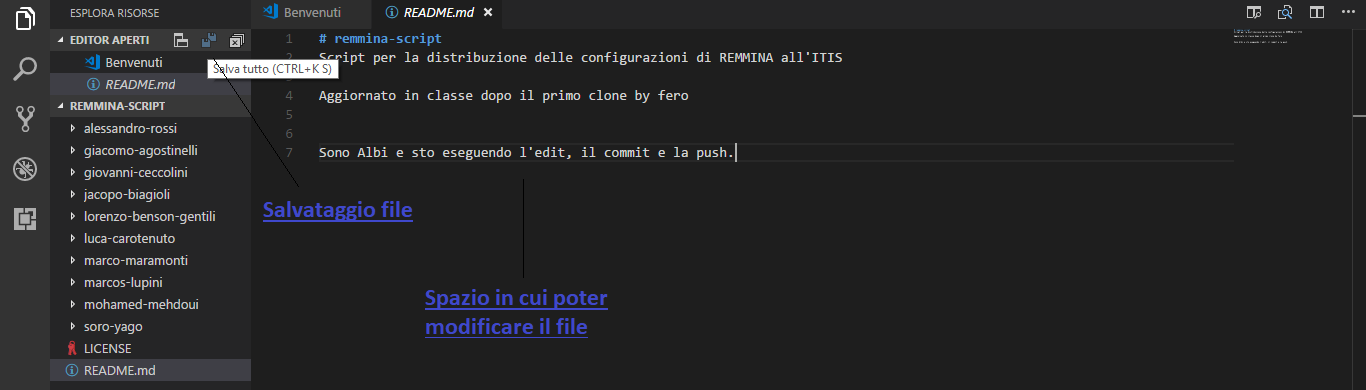 ESPLORA RISORSE
EDITOR APERTI
Benvenuti
Salva tutto (CTRL+K S)
README.md
REMMINA-SCRIPT
alessandro-rossi
giacomo-agostinelli
giovanni-ceccolini
jacopo-biagioli
lorenzo-benson-gentili
luca-carotenuto
marco-maramonti
marcos-lupini
mohamed-mehdoui
soro-yago
LICENSE
README.md
Benvenuti
README.md
1 # remmina-script
Script per la distribuzione delle configurazioni di REMMINA all'ITIS
4 Aggiornato in classe dopo il primo clone by fero
5
6
7 Sono Albi e sto eseguendo l'edit, il commit e la push.
Salvataggio file
Spazio in cui poter
modificare il file